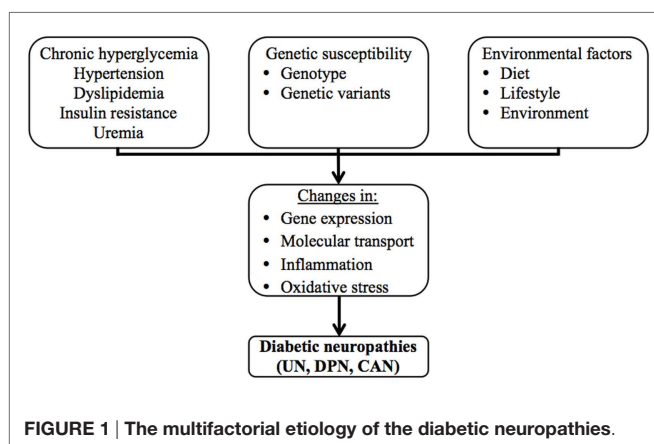 Chronic hyperglycemia
Hypertension
Dyslipidemia
Insulin resistance
Uremia
Genetic susceptibility
• Genotype
• Genetic variants
Environmental factors
• Diet
• Lifestyle
• Environment
Changes in:
• Gene expression
• Molecular transport
• Inflammation
• Oxidative stress
Diabetic neuropathies
(UN, DPN, CAN)
FIGURE 1 | The multifactorial etiology of the diabetic neuropathies.